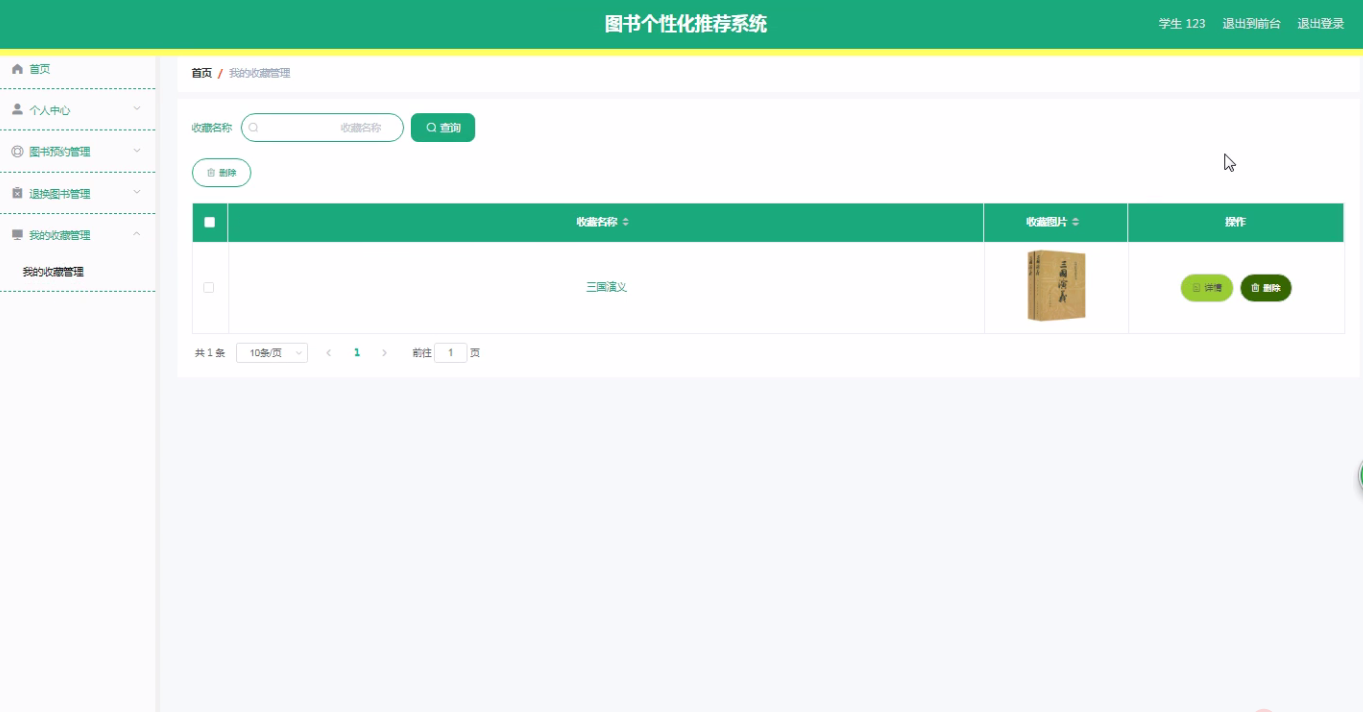 图书个性化推荐系统
学生 123 退出到前台 退出登录
首页
个人中心
图书预约管理
退换图书管理
我的收藏管理
我的收藏管理
首页 / 我的收藏管理
收藏名称 收藏名称 查询
删除
收藏名称 收藏图片 操作
三国演义 三国演义 详情 删除
共 1 条 10条/页 1 前往 1 页